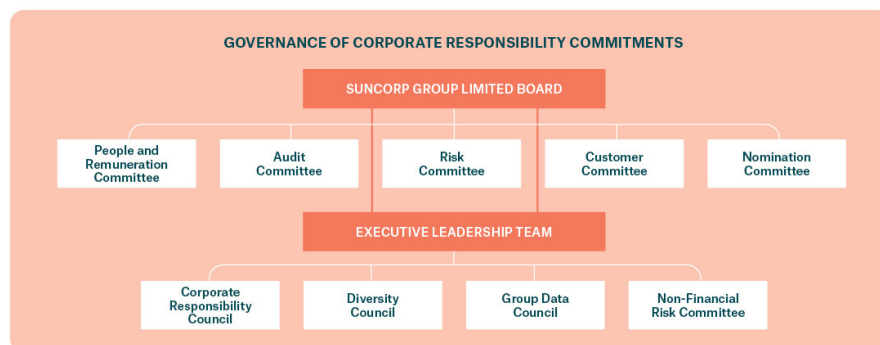 GOVERNANCE OF CORPORATE RESPONSIBILITY COMMITMENTS
SUNCORP GROUP LIMITED BOARD
People and
Remuneration
Committee
Audit
Committee
Risk
Committee
Customer
Committee
Nomination
Committee
EXECUTIVE LEADERSHIP TEAM
Corporate
Responsibility
Council
Diversity
Council
Group Data
Council
Non-Financial
Risk Committee